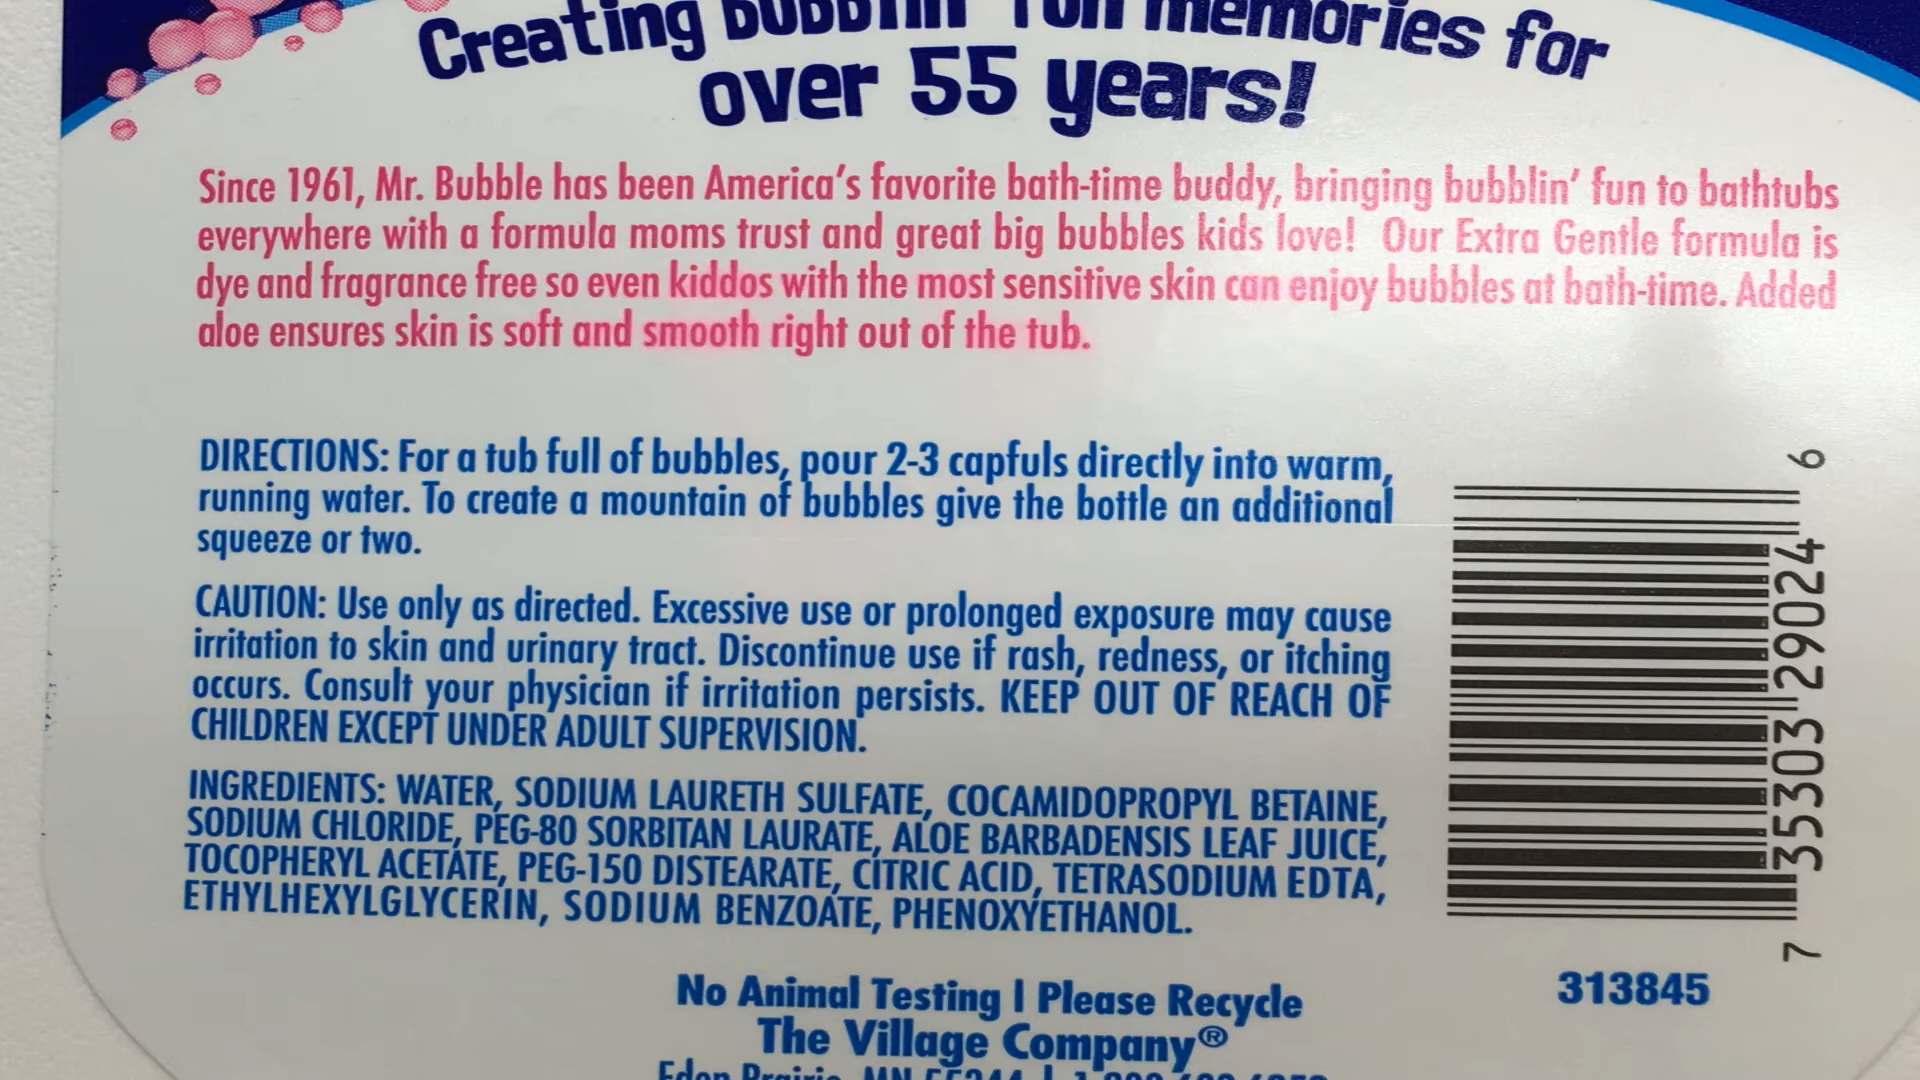 Creating bubblin' fun memories for
over 55 years!
Since 1961, Mr. Bubble has been America's favorite bath-time buddy, bringing bubblin' fun to bathtubs
everywhere with a formula moms trust and great big bubbles kids love! Our Extra Gentle formula is
dye and fragrance free so even kiddos with the most sensitive skin can enjoy bubbles at bath-time. Added
aloe ensures skin is soft and smooth right out of the tub.
DIRECTIONS: For a tub full of bubbles, pour 2-3 capfuls directly into warm,
running water. To create a mountain of bubbles give the bottle an additional
squeeze or two.
CAUTION: Use only as directed. Excessive use or prolonged exposure may cause
irritation to skin and urinary tract. Discontinue use if rash, redness, or itching
occurs. Consult your physician if irritation persists. KEEP OUT OF REACH OF
CHILDREN EXCEPT UNDER ADULT SUPERVISION.
INGREDIENTS: WATER, SODIUM LAURETH SULFATE, COCAMIDOPROPYL BETAINE,
SODIUM CHLORIDE, PEG-80 SORBITAN LAURATE, ALOE BARBADENSIS LEAF JUICE,
TOCOPHERYL ACETATE, PEG-150 DISTEARATE, CITRIC ACID, TETRASODIUM EDTA,
ETHYLHEXYLGLYCERIN, SODIUM BENZOATE, PHENOXYETHANOL.
7 35303 29024 6
313845
No Animal Testing | Please Recycle
The Village Company®
Eden Prairie, MN